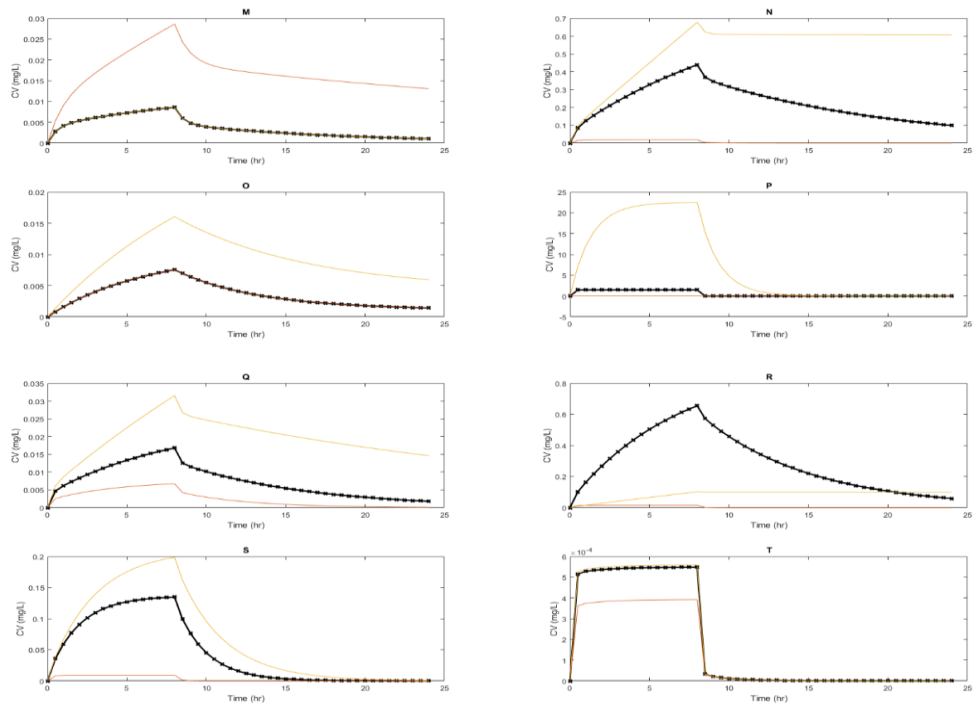 M
CV (mg/L)
0.03
0.025
0.02
0.015
0.01
0.005
0
0 5 10 15 20 25
Time (hr)
N
CV (mg/L)
0.7
0.6
0.5
0.4
0.3
0.2
0.1
0
0 5 10 15 20 25
Time (hr)
O
CV (mg/L)
0.02
0.015
0.01
0.005
0
0 5 10 15 20 25
Time (hr)
P
CV (mg/L)
25
20
15
10
5
0
-5
0 5 10 15 20 25
Time (hr)
Q
CV (mg/L)
0.035
0.03
0.025
0.02
0.015
0.01
0.005
0
0 5 10 15 20 25
Time (hr)
R
CV (mg/L)
0.8
0.6
0.4
0.2
0
0 5 10 15 20 25
Time (hr)
S
CV (mg/L)
0.2
0.15
0.1
0.05
0
0 5 10 15 20 25
Time (hr)
T
× 10⁻⁴
CV (mg/L)
6
5
4
3
2
1
0
0 5 10 15 20 25
Time (hr)